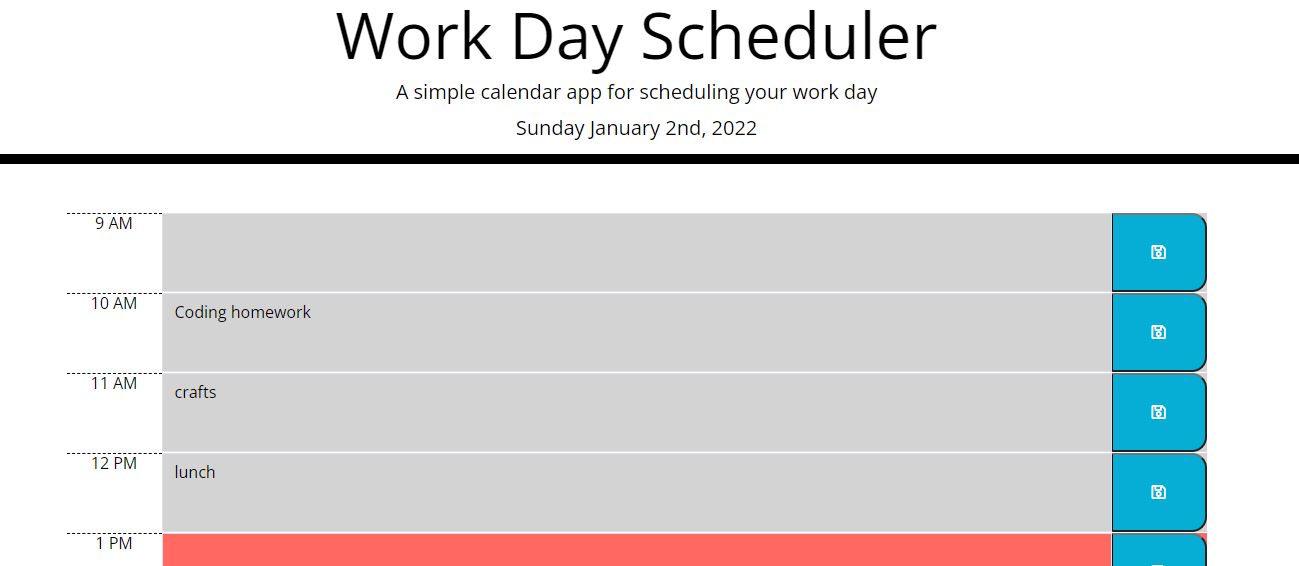 Work Day Scheduler
A simple calendar app for scheduling your work day
Sunday January 2nd, 2022
9 AM
10 AM
Coding homework
11 AM
crafts
12 PM
lunch
1 PM